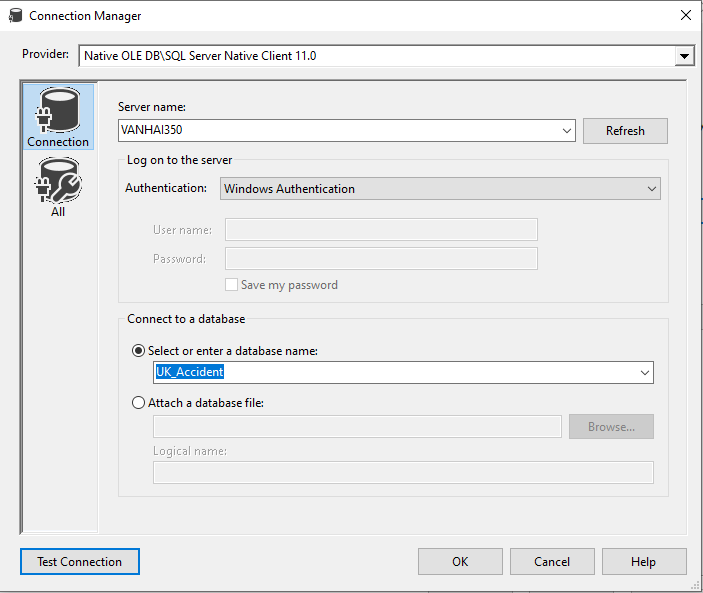 Connection Manager
Provider: Native OLE DB\SQL Server Native Client 11.0
Connection
All
Server name:
VANHAI350
Refresh
Log on to the server
Authentication: Windows Authentication
User name:
Password:
Save my password
Connect to a database
Select or enter a database name:
UK_Accident
Attach a database file:
Browse...
Logical name:
Test Connection
OK
Cancel
Help